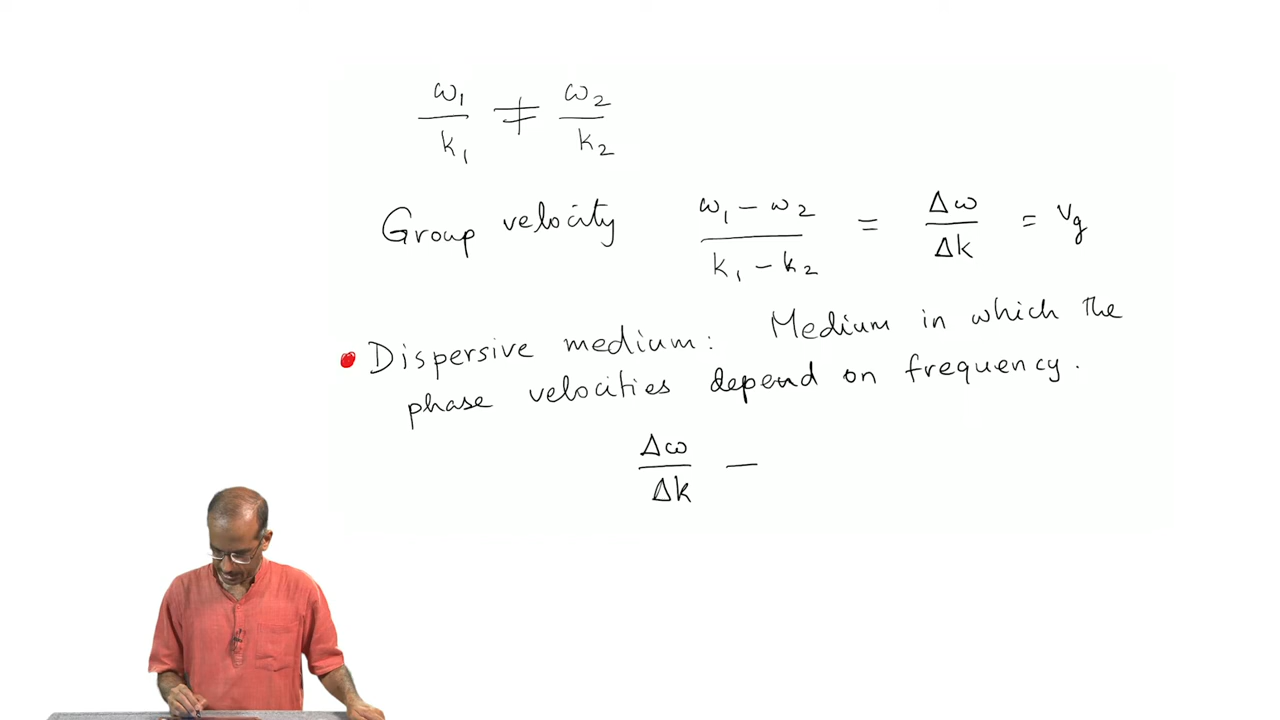 ω₁/k₁ ≠ ω₂/k₂
Group velocity (ω₁ − ω₂)/(k₁ − k₂) = Δω/Δk = v_g
Dispersive medium: Medium in which the
phase velocities depend on frequency.
Δω/Δk —